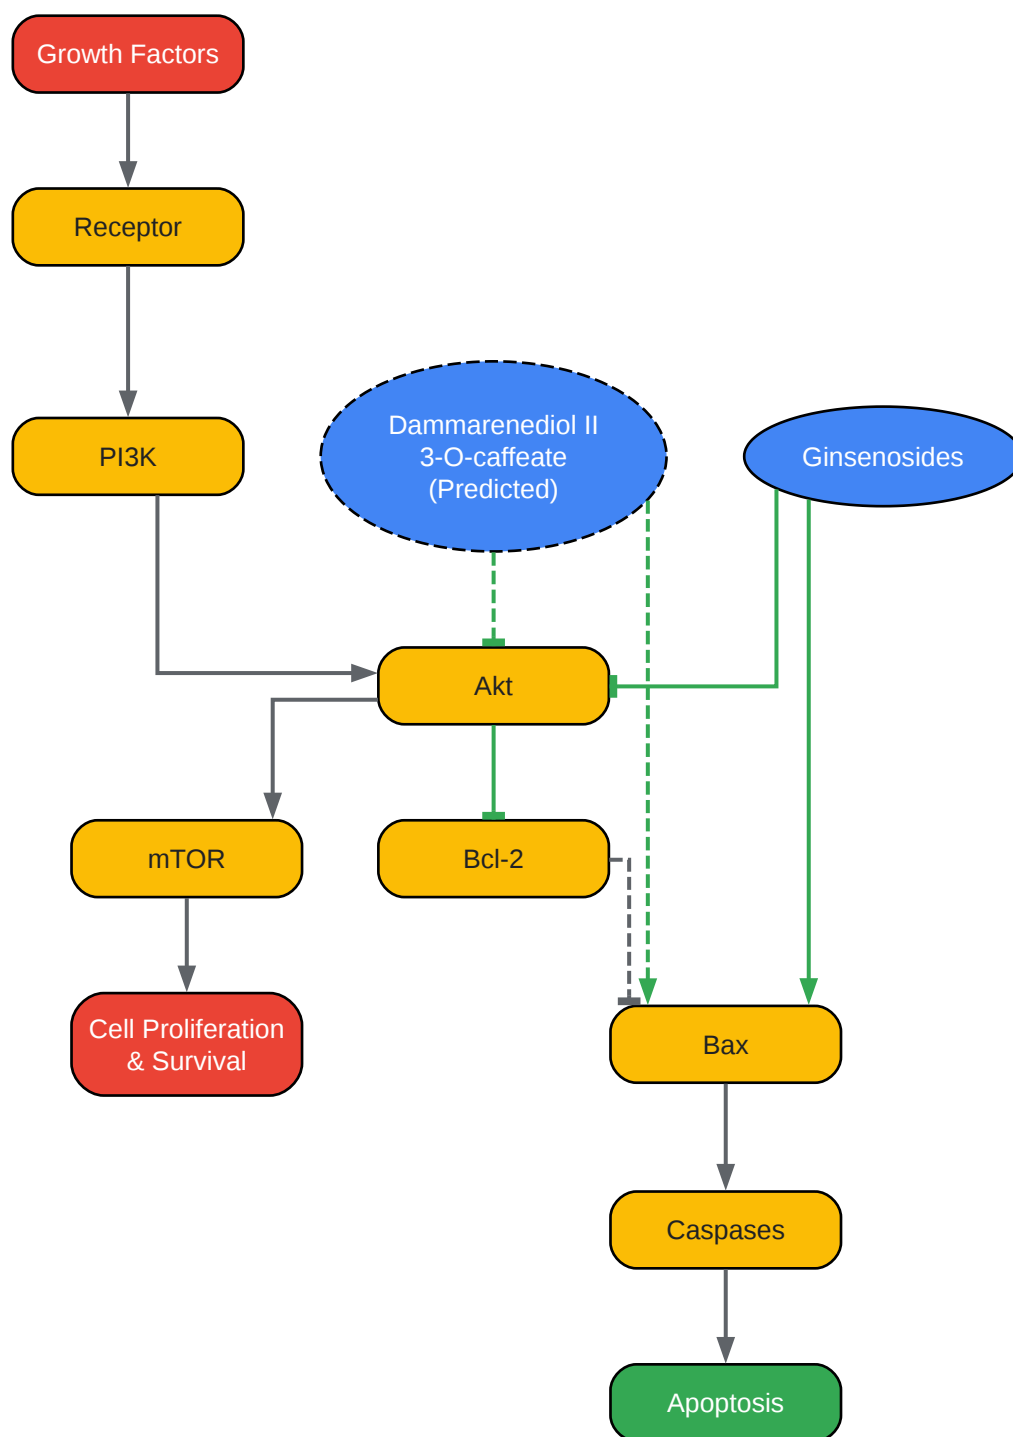 Growth Factors
Receptor
PI3K
Dammarenediol II
3-O-caffeate
(Predicted)
Ginsenosides
Akt
mTOR
Bcl-2
Cell Proliferation
& Survival
Bax
Caspases
Apoptosis